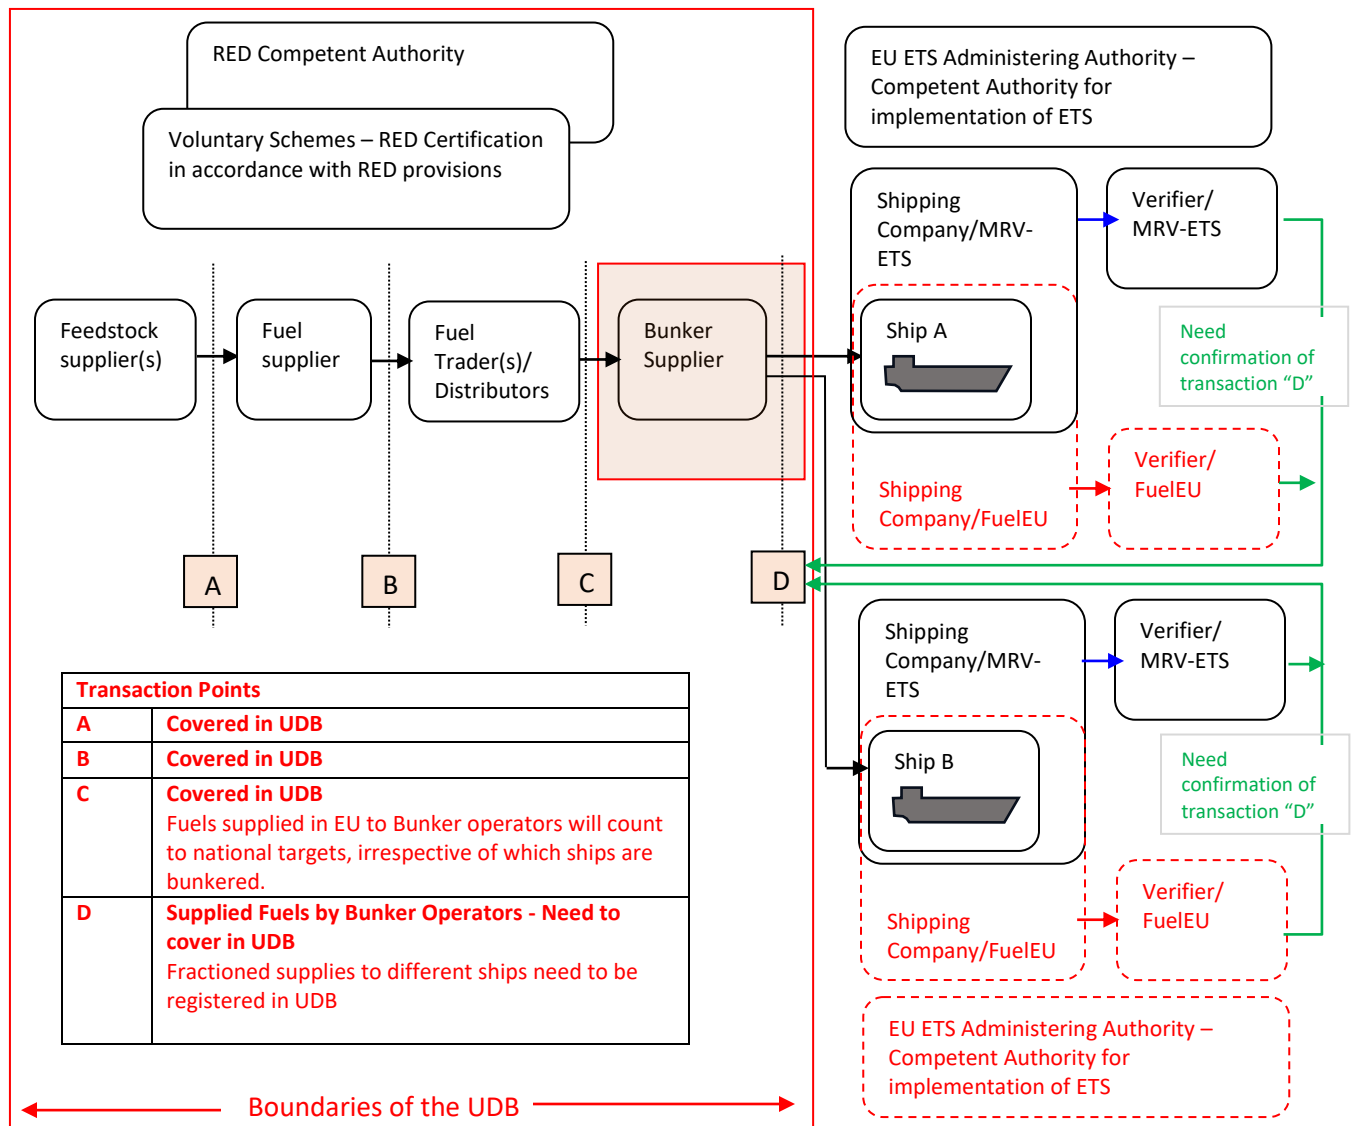 RED Competent Authority
Voluntary Schemes – RED Certification
in accordance with RED provisions
EU ETS Administering Authority –
Competent Authority for
implementation of ETS
Feedstock
supplier(s)
Fuel
supplier
Fuel
Trader(s)/
Distributors
Bunker
Supplier
Shipping
Company/MRV-
ETS
Verifier/
MRV-ETS
Ship A
Need
confirmation of
transaction “D”
Shipping
Company/FuelEU
Verifier/
FuelEU
A
B
C
D
Shipping
Company/MRV-
ETS
Verifier/
MRV-ETS
Ship B
Need
confirmation of
transaction “D”
Shipping
Company/FuelEU
Verifier/
FuelEU
EU ETS Administering Authority –
Competent Authority for
implementation of ETS
Transaction Points
A Covered in UDB
B Covered in UDB
C Covered in UDB
Fuels supplied in EU to Bunker operators will count
to national targets, irrespective of which ships are
bunkered.
D Supplied Fuels by Bunker Operators - Need to
cover in UDB
Fractioned supplies to different ships need to be
registered in UDB
Boundaries of the UDB